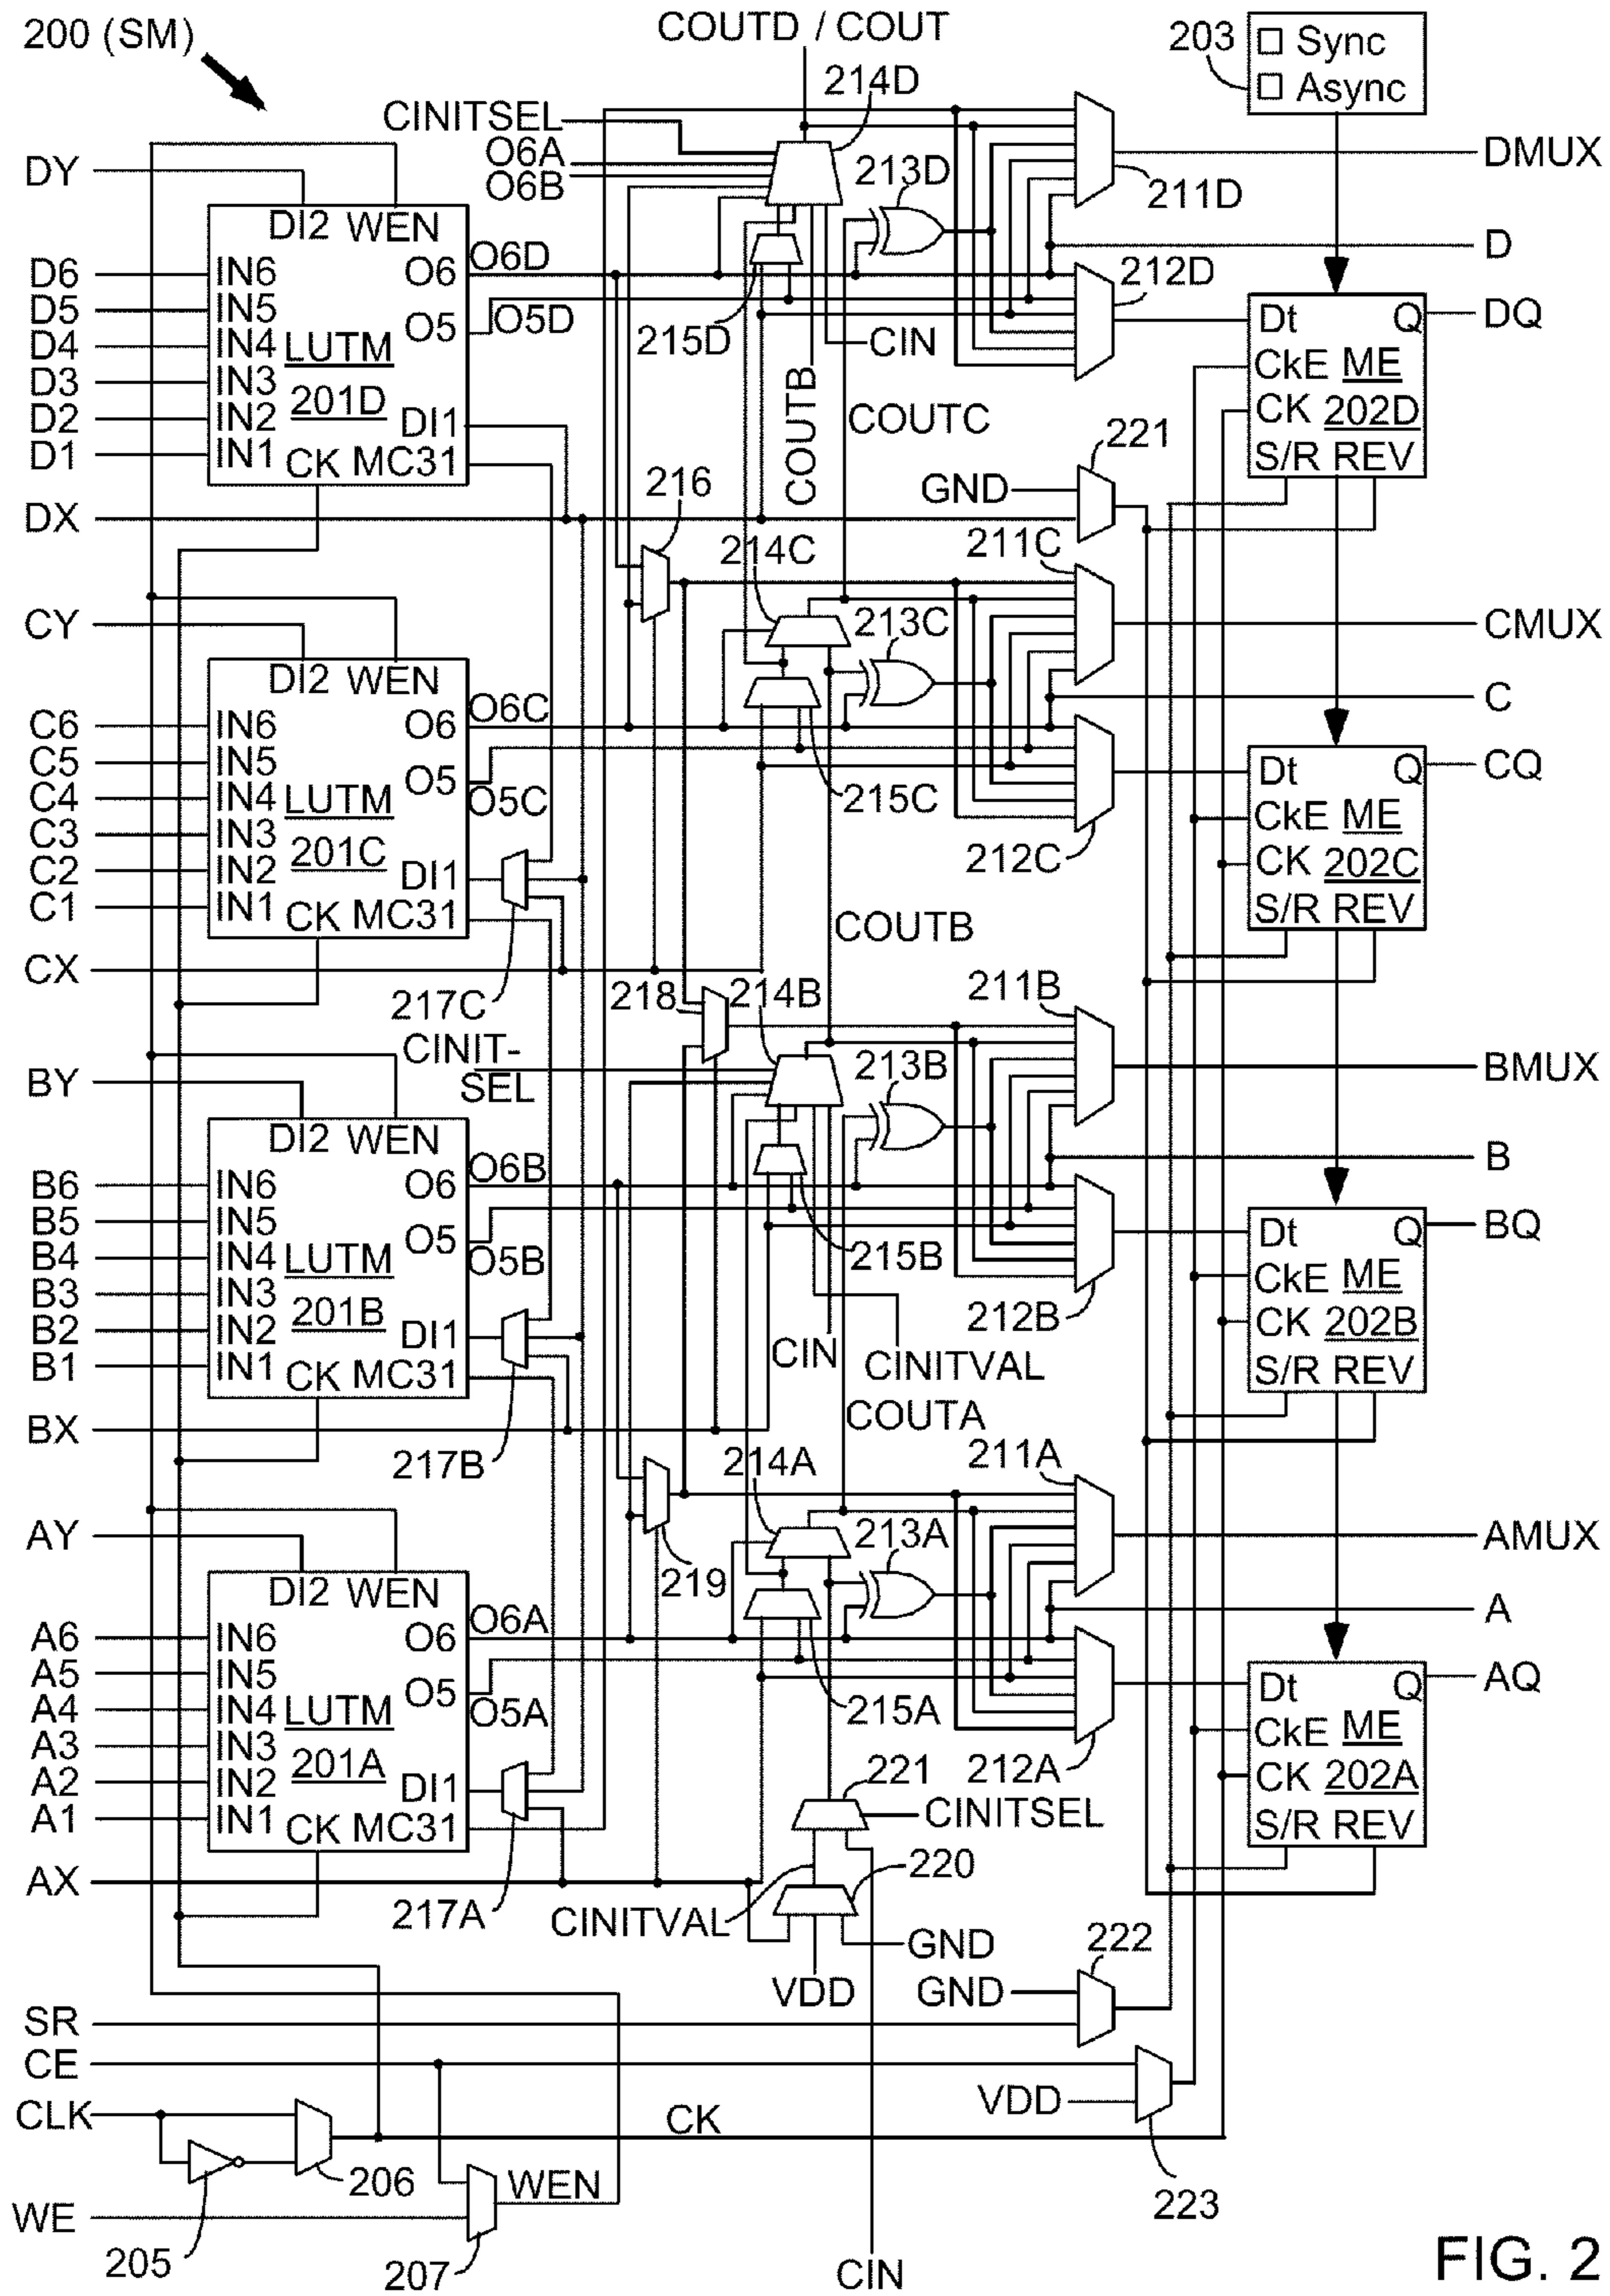 200 (SM)
COUTD / COUT
203
Sync
Async
214D
CINITSEL
O6A
O6B
DY
213D
DMUX
211D
DI2 WEN
D
D6 IN6 O6 O6D
212D
D5 IN5
O5 O5D
Dt Q DQ
D4 IN4 LUTM
215D
CIN
CkE ME
D3 IN3
201D
COUTB
COUTC
CK 202D
D2 IN2
DI1
221
D1 IN1
CK MC31
S/R REV
216
GND
DX
214C
211C
CY
213C
CMUX
DI2 WEN
O6C
C
C6 IN6 O6
C5 IN5
O5
O5C
Dt Q CQ
C4 IN4 LUTM
215C
CkE ME
C3 IN3
201C
212C
CK 202C
C2 IN2
DI1
C1 IN1
CK MC31
S/R REV
COUTB
CX
217C
218
214B
211B
CINIT-
SEL
213B
BMUX
BY
DI2 WEN
O6B
B
B6 IN6 O6
B5 IN5
O5
O5B
Dt Q BQ
B4 IN4 LUTM
215B
CkE ME
B3 IN3
201B
212B
CK 202B
B2 IN2
DI1
CIN
CINITVAL
B1 IN1
CK MC31
S/R REV
COUTA
BX
217B
214A
211A
213A
AMUX
AY
219
DI2 WEN
O6A
A
A6 IN6 O6
A5 IN5
O5
O5A
Dt Q AQ
A4 IN4 LUTM
215A
CkE ME
A3 IN3
201A
212A
CK 202A
A2 IN2
DI1
221
A1 IN1
CK MC31
CINITSEL
S/R REV
220
AX
217A
CINITVAL
GND
222
VDD
GND
SR
CE
VDD
CLK
CK
206
WEN
223
WE
205
207
CIN
FIG. 2